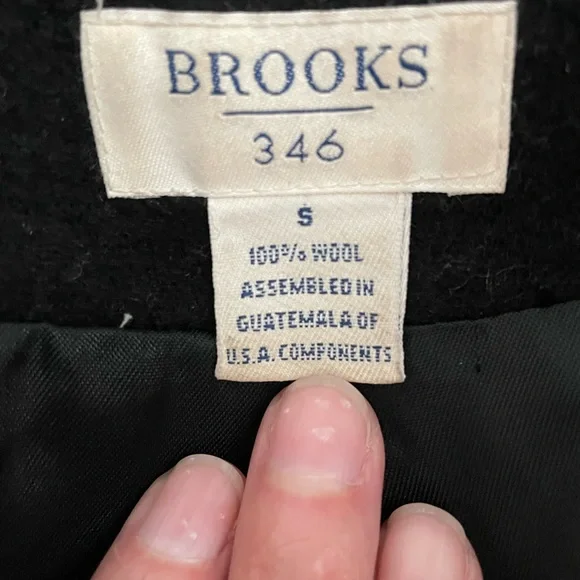 BROOKS
346
S
100% WOOL
ASSEMBLED IN
GUATEMALA OF
U.S.A. COMPONENTS